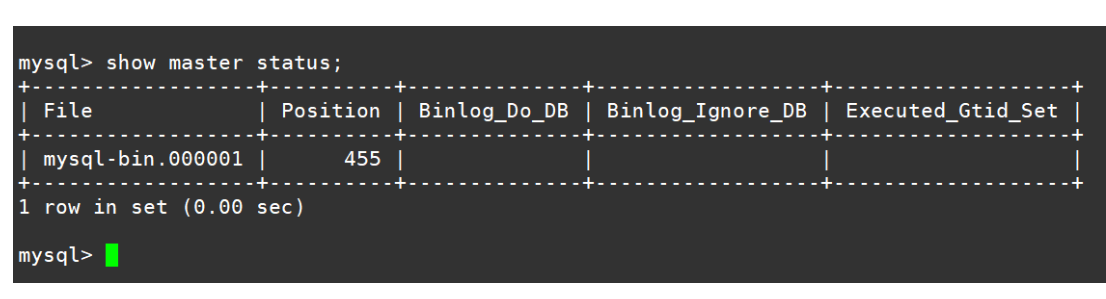 mysql> show master status;
+------------------+----------+--------------+------------------+-------------------+
| File             | Position | Binlog_Do_DB | Binlog_Ignore_DB | Executed_Gtid_Set |
+------------------+----------+--------------+------------------+-------------------+
| mysql-bin.000001 |      455 |              |                  |                   |
+------------------+----------+--------------+------------------+-------------------+
1 row in set (0.00 sec)
mysql>